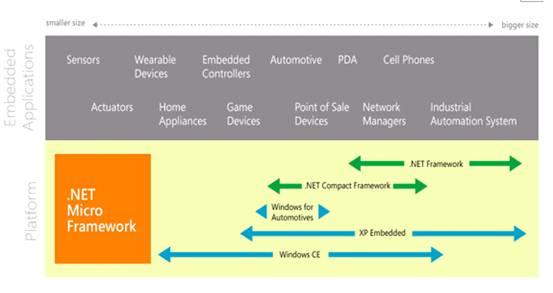 smaller size
bigger size
Embedded
Applications
Sensors
Wearable
Devices
Embedded
Controllers
Automotive
PDA
Cell Phones
Actuators
Home
Appliances
Game
Devices
Point of Sale
Devices
Network
Managers
Industrial
Automation System
Platform
.NET
Micro
Framework
.NET Framework
.NET Compact Framework
Windows for
Automotives
XP Embedded
Windows CE